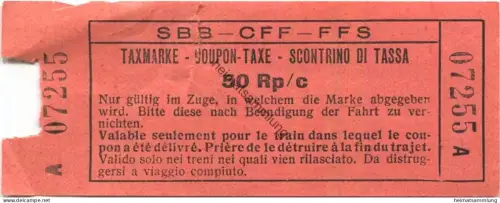 SBB-CFF-FFS
TAXMARKE - COUPON-TAXE - SCONTRINO DI TASSA
50 Rp/c
Nur gültig im Zuge, in welchem die Marke abgegeben
wird. Bitte diese nach Beendigung der Fahrt zu ver-
nichten.
Valable seulement pour le train dans lequel le cou-
pon a été délivré. Prière de le détruire à la fin du trajet.
Valido solo nei treni nei quali vien rilasciato. Da distrug-
gersi a viaggio compiuto.
A 07255
07255 A